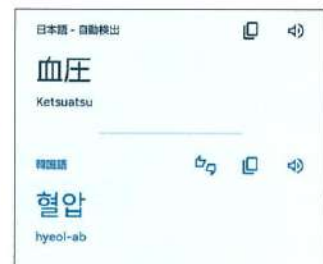 日本語 - 自動検出
血圧
Ketsuatsu
韓国語
혈압
hyeol-ab